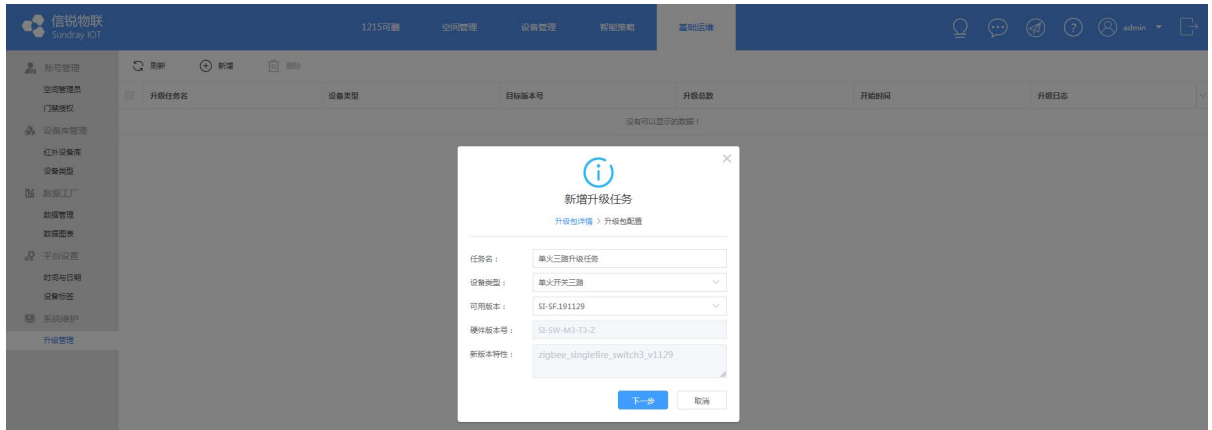 信锐物联
Sundray IOT
1215可删 空间管理 设备管理 智能策略 基础运维
admin
账号管理
空间管理员
门禁授权
设备库管理
红外设备库
设备类型
数据工厂
数据管理
数据图表
平台设置
时间与日期
设备标签
系统维护
升级管理
刷新 新增 删除
升级任务名 设备类型 目标版本号 升级总数 开始时间 升级日志
没有可以显示的数据！
新增升级任务
升级包详情 > 升级包配置
任务名： 单火三路升级任务
设备类型： 单火开关三路
可用版本： SI-SF.191129
硬件版本号： SI-SW-M3-T3-Z
新版本特性： zigbee_singlefire_switch3_v1129
下一步 取消